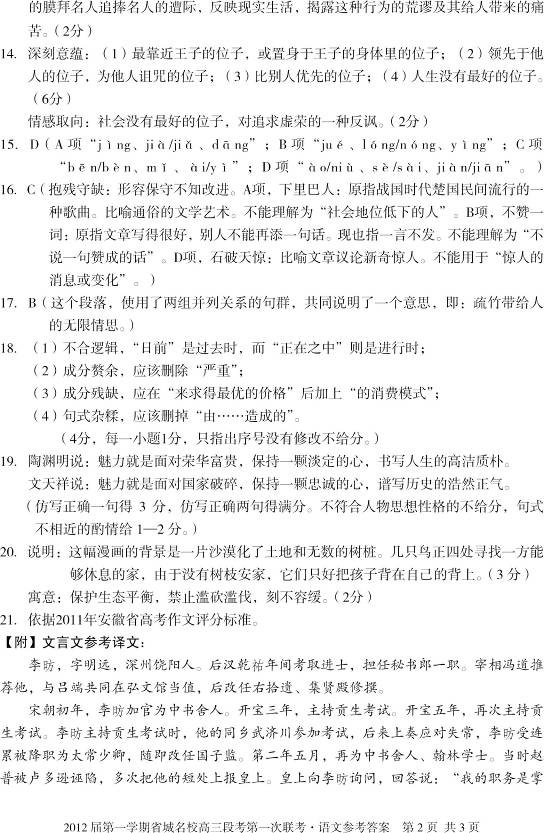 的膜拜名人追捧名人的遭际，反映现实生活，揭露这种行为的荒谬及其给人带来的痛
苦。（2分）
14. 深刻意蕴：（1）最靠近王子的位子，或置身于王子的身体里的位子；（2）领先于他
人的位子，为他人诅咒的位子；（3）比别人优先的位子；（4）人生没有最好的位子。
（6分）
情感取向：社会没有最好的位子，对追求虚荣的一种反讽。（2分）
15. D（A 项“jìng、jià/jiǎ、dāng”；B 项“jué、lóng/nóng、yìng”；C 项
“bēn/bèn、mǐ、ài/yì”；D 项“ào/niù、sè/sài、jiàn/jiān”。）
16. C（抱残守缺：形容保守不知改进。A项，下里巴人：原指战国时代楚国民间流行的一
种歌曲。比喻通俗的文学艺术。不能理解为“社会地位低下的人”。B项，不赞一
词：原指文章写得很好，别人不能再添一句话。现也指一言不发。不能理解为“不
说一句赞成的话”。D项，石破天惊：比喻文章议论新奇惊人。不能用于“惊人的
消息或变化”。）
17. B（这个段落，使用了两组并列关系的句群，共同说明了一个意思，即：疏竹带给人
的无限情思。）
18. （1）不合逻辑，“日前”是过去时，而“正在之中”则是进行时；
（2）成分赘余，应该删除“严重”；
（3）成分残缺，应在“来求得最优的价格”后加上“的消费模式”；
（4）句式杂糅，应该删掉“由……造成的”。
（4分，每一小题1分，只指出序号没有修改不给分。）
19. 陶渊明说：魅力就是面对荣华富贵，保持一颗淡定的心，书写人生的高洁质朴。
文天祥说：魅力就是面对国家破碎，保持一颗忠诚的心，谱写历史的浩然正气。
（仿写正确一句得 3 分，仿写正确两句得满分。不符合人物思想性格的不给分，句式
不相近的酌情给 1—2 分。）
20. 说明：这幅漫画的背景是一片沙漠化了土地和无数的树桩。几只鸟正四处寻找一方能
够休息的家，由于没有树枝安家，它们只好把孩子背在自己的背上。（3 分）
寓意：保护生态平衡，禁止滥砍滥伐，刻不容缓。（2分）
21. 依据2011年安徽省高考作文评分标准。
【附】文言文参考译文：
李昉，字明远，深州饶阳人。后汉乾祐年间考取进士，担任秘书郎一职。宰相冯道推
荐他，与吕端共同在弘文馆当值，后改任右拾遗、集贤殿修撰。
宋朝初年，李昉加官为中书舍人。开宝三年，主持贡生考试。开宝五年，再次主持贡
生考试。李昉主持贡生考试时，他的同乡武济川参加考试，后来上奏应对失常，李昉受连
累被降职为太常少卿，随即改任国子监。第二年五月，再为中书舍人、翰林学士。当时赵
普被卢多逊诬陷，多次把他的短处上报皇上。皇上向李昉询问，回答说：“我的职务是掌
2012 届第一学期省城名校高三段考第一次联考·语文参考答案 第 2 页 共 3 页